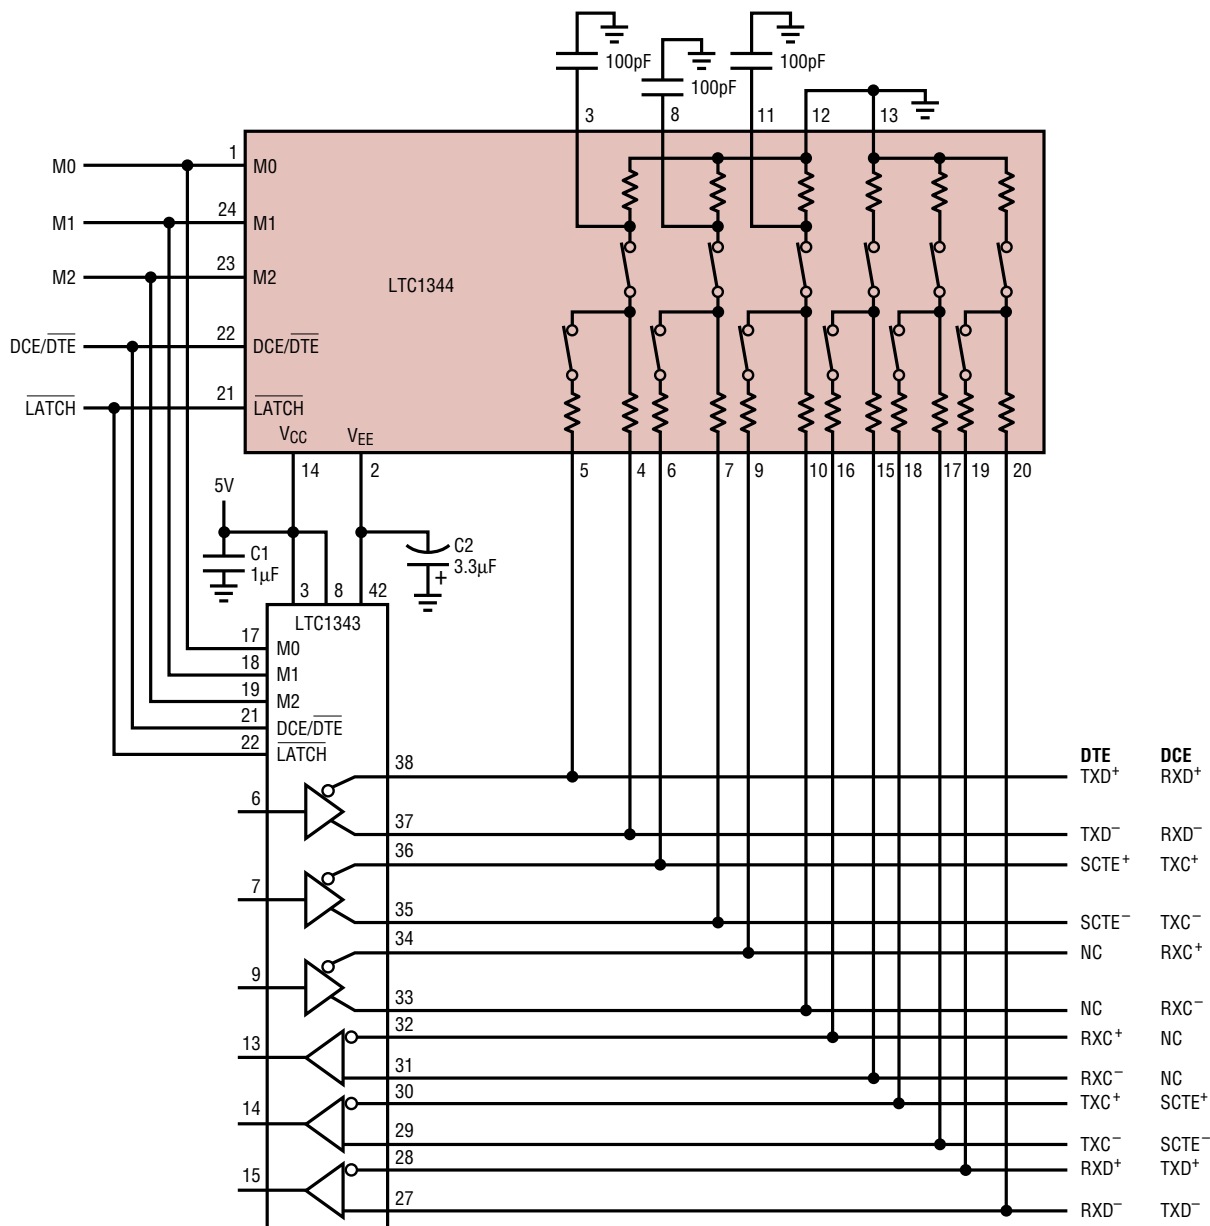 100pF
100pF
100pF
3 8 11 12 13
M0 1 M0
M1 24 M1
M2 23 M2
LTC1344
DCE/DTE 22 DCE/DTE
LATCH 21 LATCH
VCC VEE
14 2 5 4 6 7 9 10 16 15 18 17 19 20
5V
C1
1µF
C2
3.3µF
+
3 8 42
LTC1343
17 M0
18 M1
19 M2
21 DCE/DTE
22 LATCH
DTE DCE
38 TXD+ RXD+
6
37 TXD− RXD−
36 SCTE+ TXC+
7
35 SCTE− TXC−
34 NC RXC+
9
33 NC RXC−
32 RXC+ NC
13
31 RXC− NC
30 TXC+ SCTE+
14
29 TXC− SCTE−
28 RXD+ TXD+
15
27 RXD− TXD−